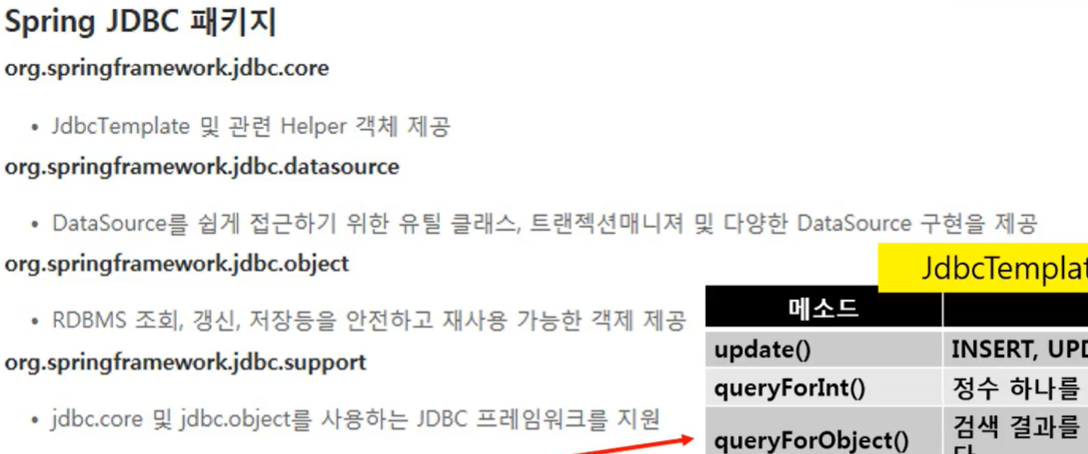 Spring JDBC 패키지
org.springframework.jdbc.core
• JdbcTemplate 및 관련 Helper 객체 제공
org.springframework.jdbc.datasource
• DataSource를 쉽게 접근하기 위한 유틸 클래스, 트랜젝션매니져 및 다양한 DataSource 구현을 제공
org.springframework.jdbc.object
• RDBMS 조회, 갱신, 저장등을 안전하고 재사용 가능한 객제 제공
org.springframework.jdbc.support
• jdbc.core 및 jdbc.object를 사용하는 JDBC 프레임워크를 지원
메소드
update() INSERT,
queryForInt() 정수 하나를
queryForObject() 검색 결과를